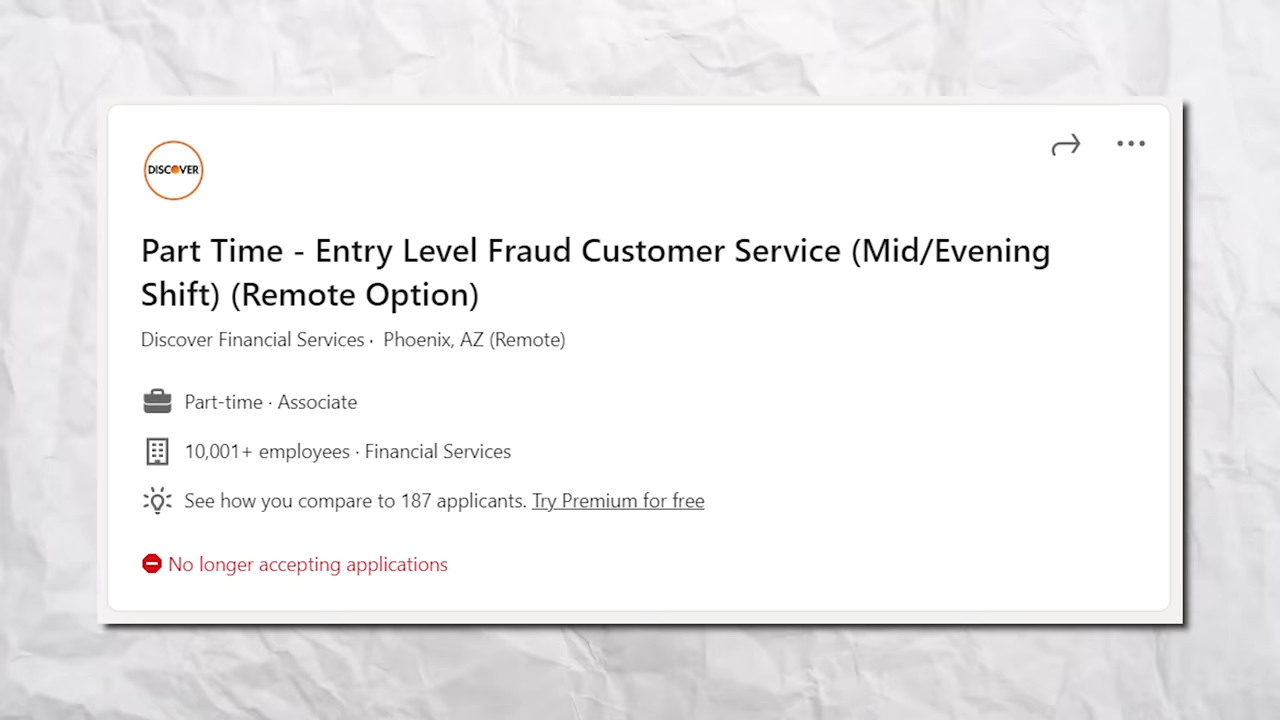 DISCOVER
Part Time - Entry Level Fraud Customer Service (Mid/Evening
Shift) (Remote Option)
Discover Financial Services · Phoenix, AZ (Remote)
Part-time · Associate
10,001+ employees · Financial Services
See how you compare to 187 applicants. Try Premium for free
No longer accepting applications